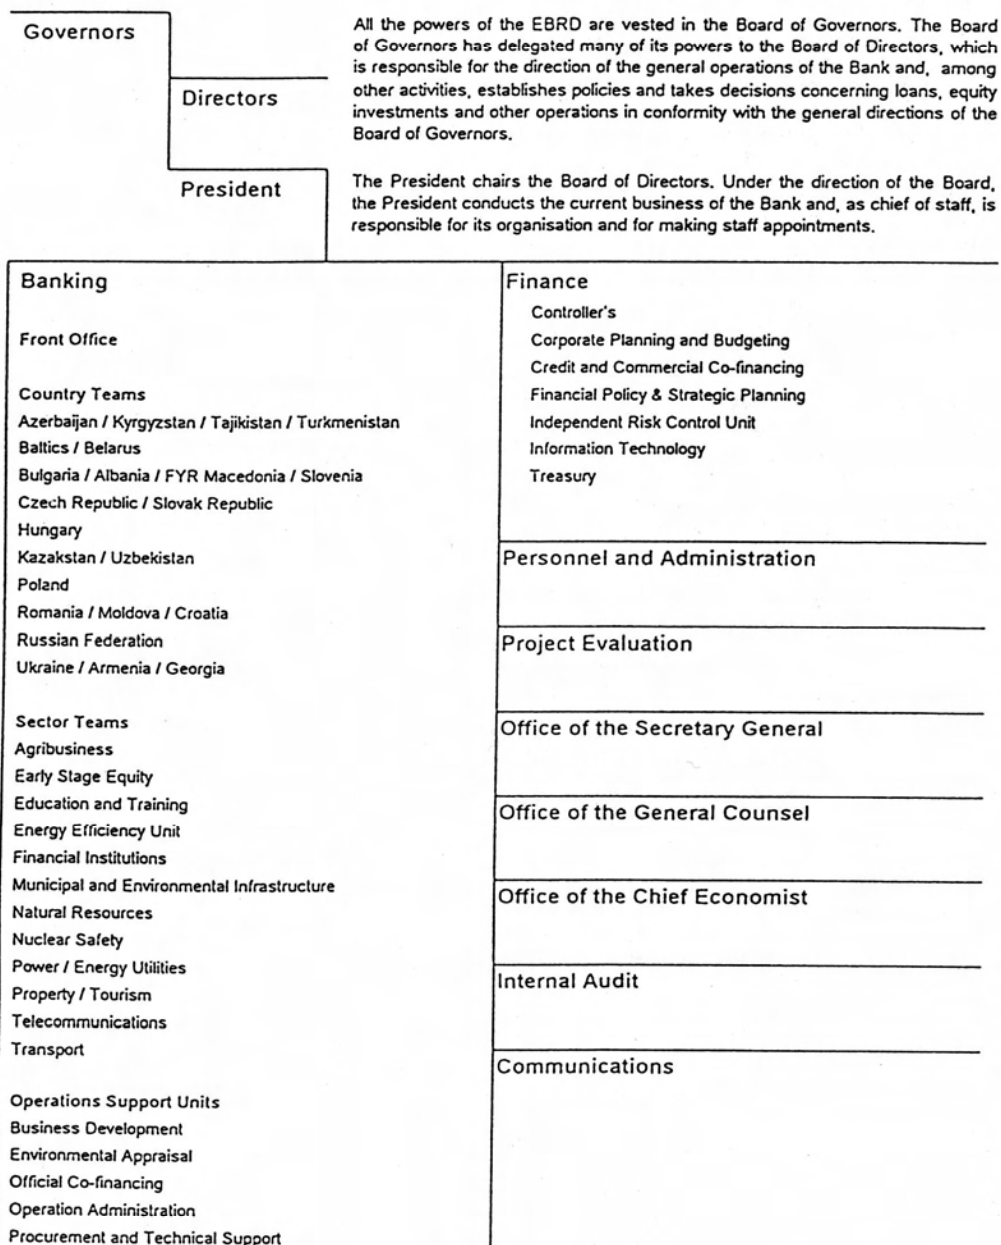 Governors
All the powers of the EBRD are vested in the Board of Governors. The Board
of Governors has delegated many of its powers to the Board of Directors, which
is responsible for the direction of the general operations of the Bank and, among
other activities, establishes policies and takes decisions concerning loans, equity
investments and other operations in conformity with the general directions of the
Board of Governors.
Directors
President
The President chairs the Board of Directors. Under the direction of the Board,
the President conducts the current business of the Bank and, as chief of staff, is
responsible for its organisation and for making staff appointments.
Banking
Front Office
Country Teams
Azerbaijan / Kyrgyzstan / Tajikistan / Turkmenistan
Baltics / Belarus
Bulgaria / Albania / FYR Macedonia / Slovenia
Czech Republic / Slovak Republic
Hungary
Kazakstan / Uzbekistan
Poland
Romania / Moldova / Croatia
Russian Federation
Ukraine / Armenia / Georgia
Sector Teams
Agribusiness
Early Stage Equity
Education and Training
Energy Efficiency Unit
Financial Institutions
Municipal and Environmental Infrastructure
Natural Resources
Nuclear Safety
Power / Energy Utilities
Property / Tourism
Telecommunications
Transport
Operations Support Units
Business Development
Environmental Appraisal
Official Co-financing
Operation Administration
Procurement and Technical Support
Finance
Controller's
Corporate Planning and Budgeting
Credit and Commercial Co-financing
Financial Policy & Strategic Planning
Independent Risk Control Unit
Information Technology
Treasury
Personnel and Administration
Project Evaluation
Office of the Secretary General
Office of the General Counsel
Office of the Chief Economist
Internal Audit
Communications